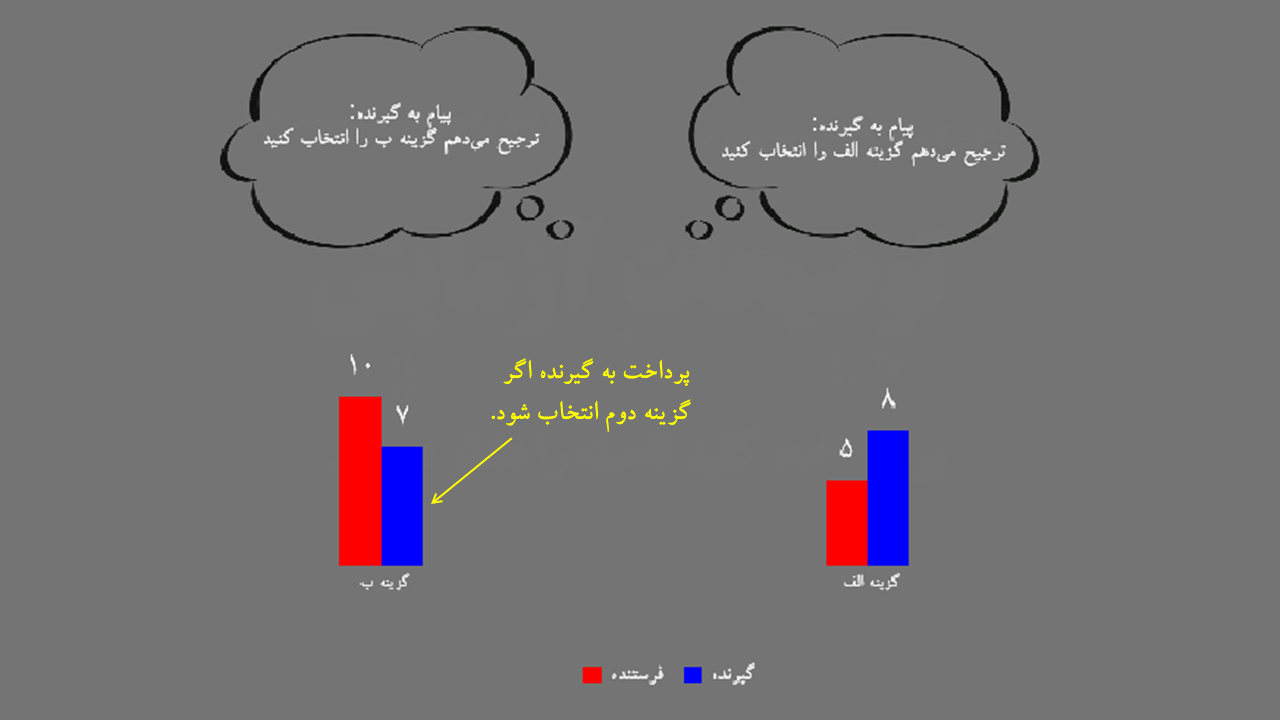 پیام به گیرنده:
ترجیح می‌دهم گزینه الف را انتخاب کنید
پیام به گیرنده:
ترجیح می‌دهم گزینه ب را انتخاب کنید
۸
۵
گزینه الف
پرداخت به گیرنده اگر
گزینه دوم انتخاب شود.
۱۰
۷
گزینه ب
گیرنده
فرستنده